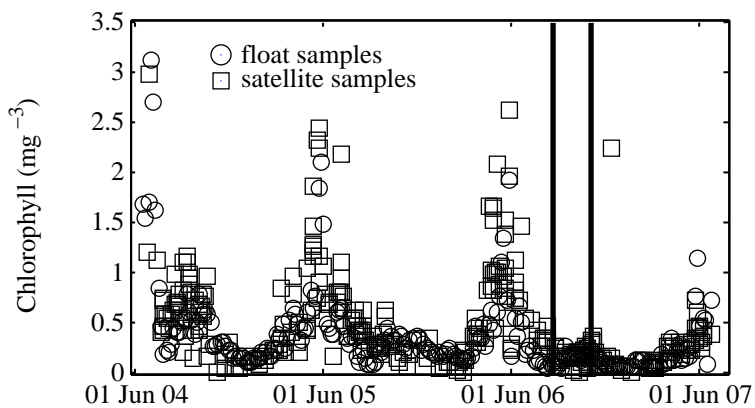 3.5
3
2.5
2
1.5
1
0.5
0
Chlorophyll (mg⁻³)
float samples
satellite samples
01 Jun 04 01 Jun 05 01 Jun 06 01 Jun 07